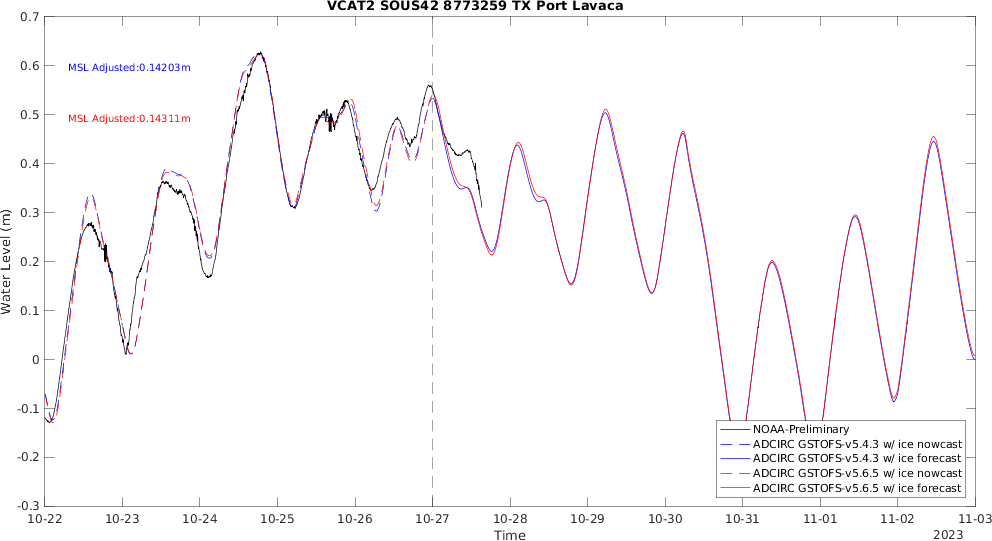 VCAT2 SOUS42 8773259 TX Port Lavaca
0.7
0.6
0.5
0.4
0.3
0.2
0.1
0
-0.1
-0.2
-0.3
Water Level (m)
MSL Adjusted:0.14203m
MSL Adjusted:0.14311m
NOAA-Preliminary
ADCIRC GSTOFS-v5.4.3 w/ ice nowcast
ADCIRC GSTOFS-v5.4.3 w/ ice forecast
ADCIRC GSTOFS-v5.6.5 w/ ice nowcast
ADCIRC GSTOFS-v5.6.5 w/ ice forecast
10-22 10-23 10-24 10-25 10-26 10-27 10-28 10-29 10-30 10-31 11-01 11-02 11-03
Time
2023